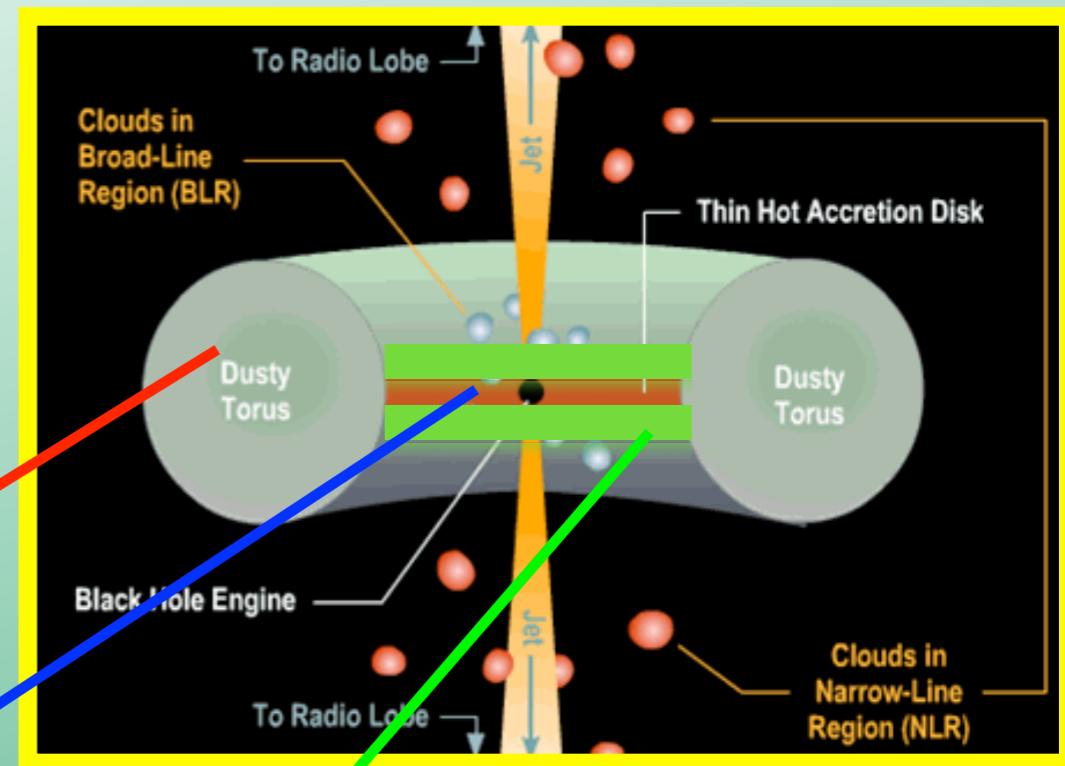 To Radio Lobe
Clouds in
Broad-Line
Region (BLR)
Jet
Thin Hot Accretion Disk
Dusty
Torus
Dusty
Torus
Black Hole Engine
Jet
Clouds in
Narrow-Line
Region (NLR)
To Radio Lobe